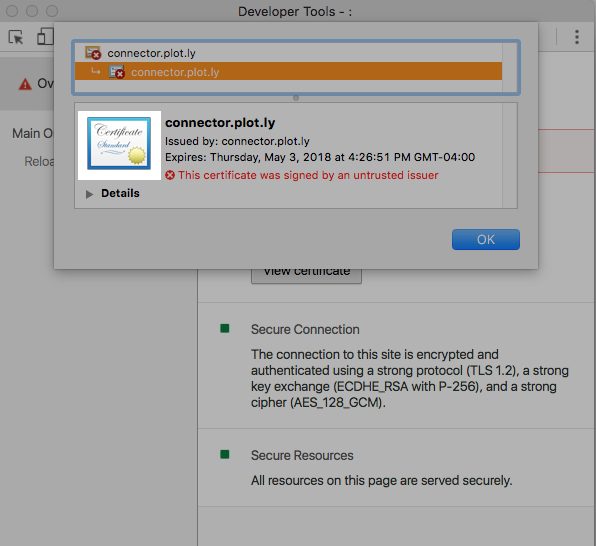 Developer Tools - :
connector.plot.ly
connector.plot.ly
Certificate
Standard
connector.plot.ly
Issued by: connector.plot.ly
Expires: Thursday, May 3, 2018 at 4:26:51 PM GMT-04:00
This certificate was signed by an untrusted issuer
Details
OK
Ov
Main O
Reloa
View certificate
Secure Connection
The connection to this site is encrypted and
authenticated using a strong protocol (TLS 1.2), a strong
key exchange (ECDHE_RSA with P-256), and a strong
cipher (AES_128_GCM).
Secure Resources
All resources on this page are served securely.